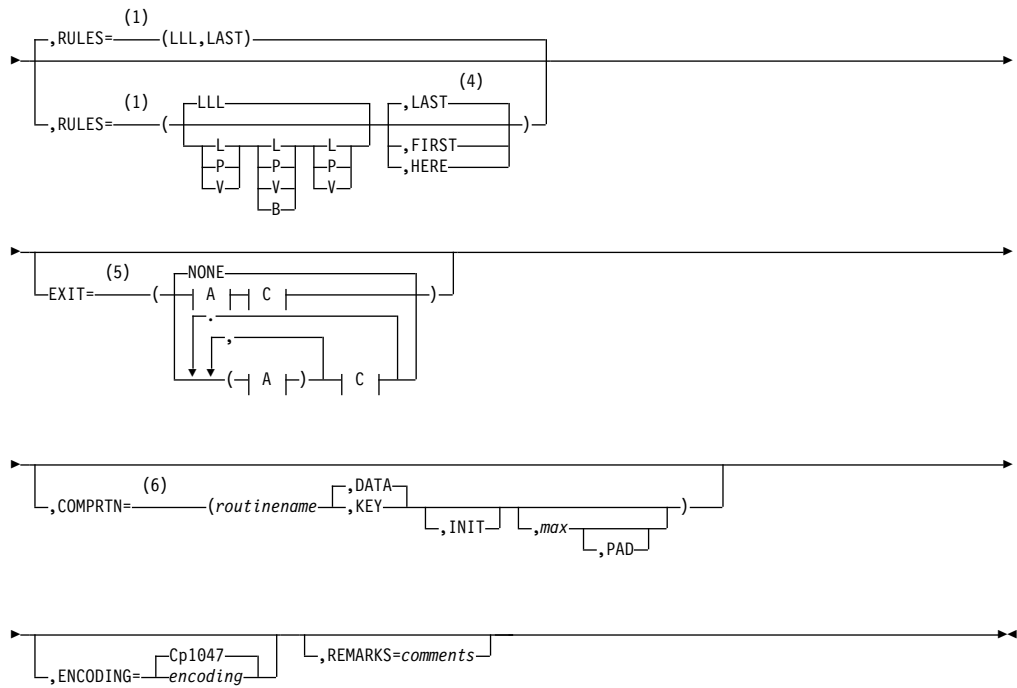 (1)
,RULES= (LLL,LAST)
(1) (4)
LLL ,LAST
,RULES= ( )
L L L ,FIRST
P P P ,HERE
V V V
B
(5)
NONE
EXIT= ( A C )
.
,
( A ) C
(6)
,DATA
,COMPRTN= (routinename ,KEY )
,INIT ,max
,PAD
Cp1047
,REMARKS=comments
,ENCODING= encoding